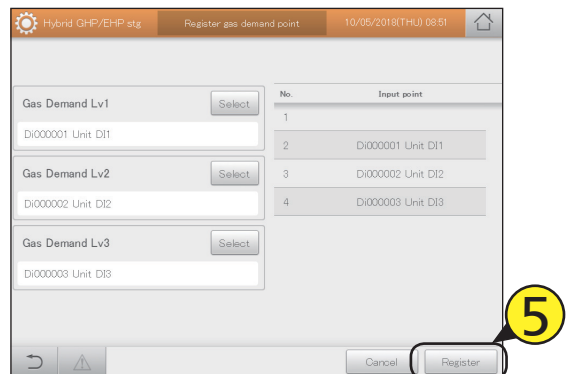 Hybrid GHP/EHP stg
Register gas demand point
10/05/2018(THU) 08:51
Gas Demand Lv1
Select
Di000001 Unit DI1
Gas Demand Lv2
Select
Di000002 Unit DI2
Gas Demand Lv3
Select
Di000003 Unit DI3
No. Input point
1
2 Di000001 Unit DI1
3 Di000002 Unit DI2
4 Di000003 Unit DI3
5
Cancel
Register